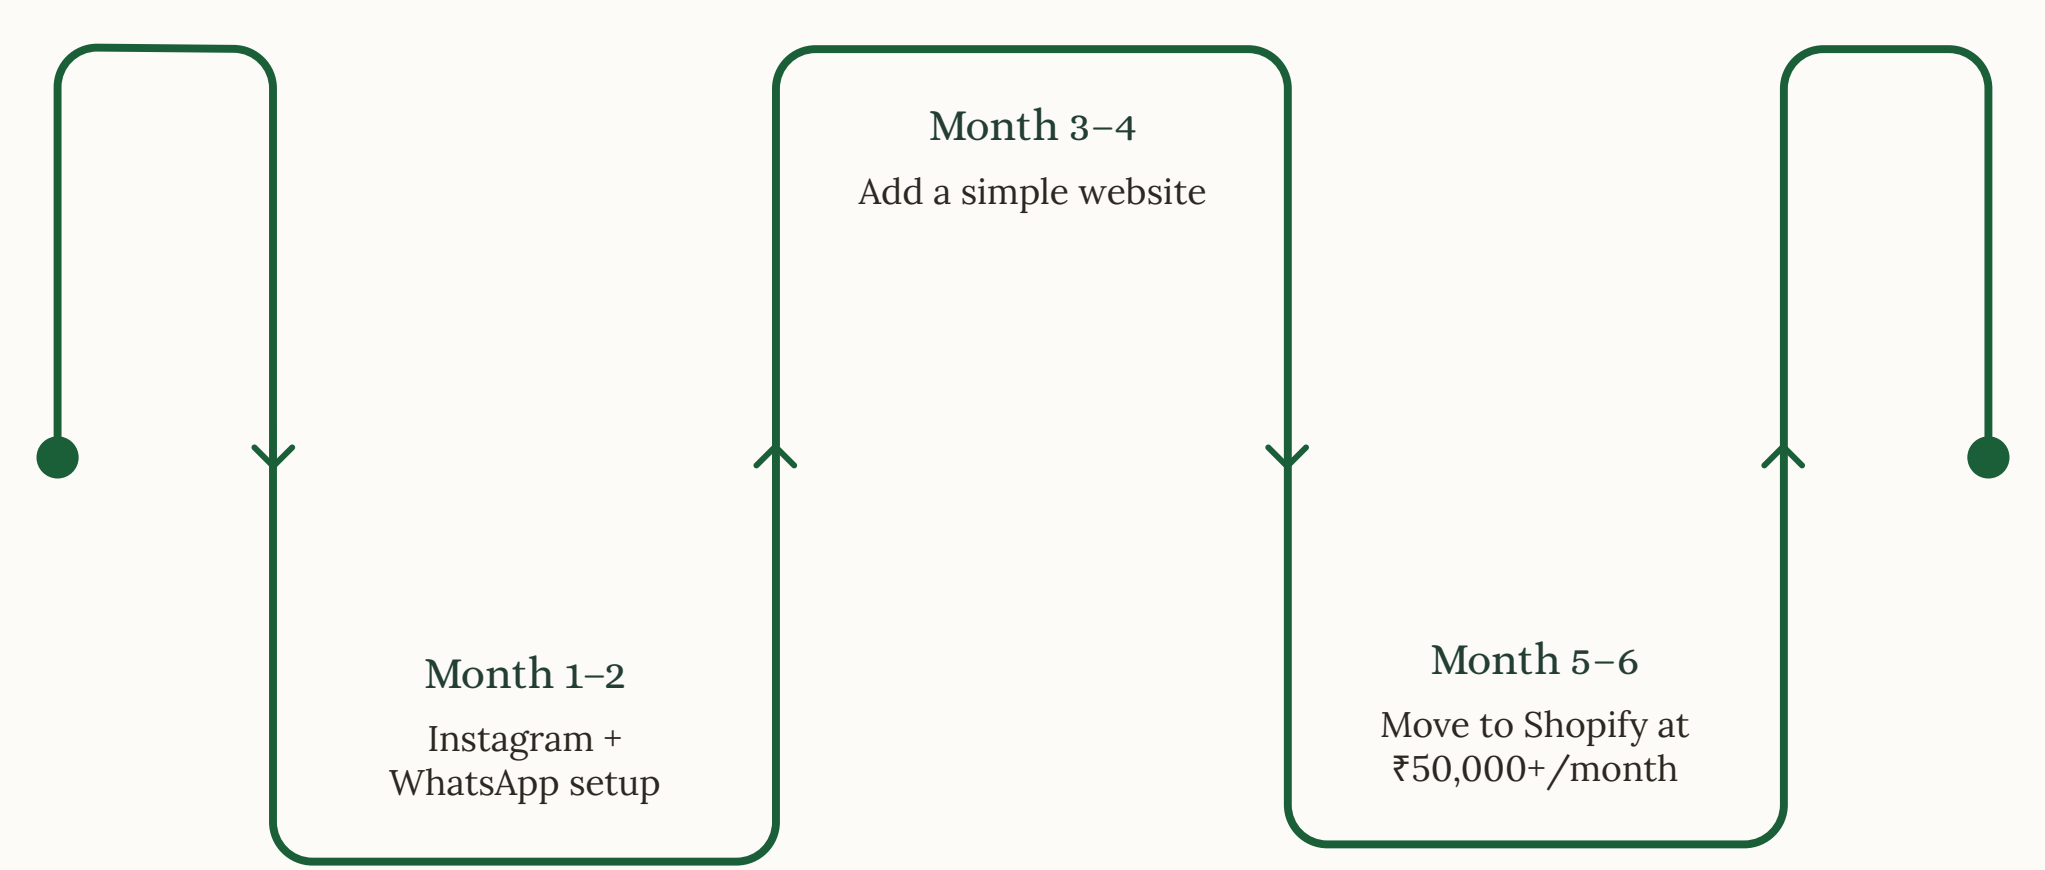 Month 1–2
Instagram +
WhatsApp setup
Month 3–4
Add a simple website
Month 5–6
Move to Shopify at
₹50,000+/month